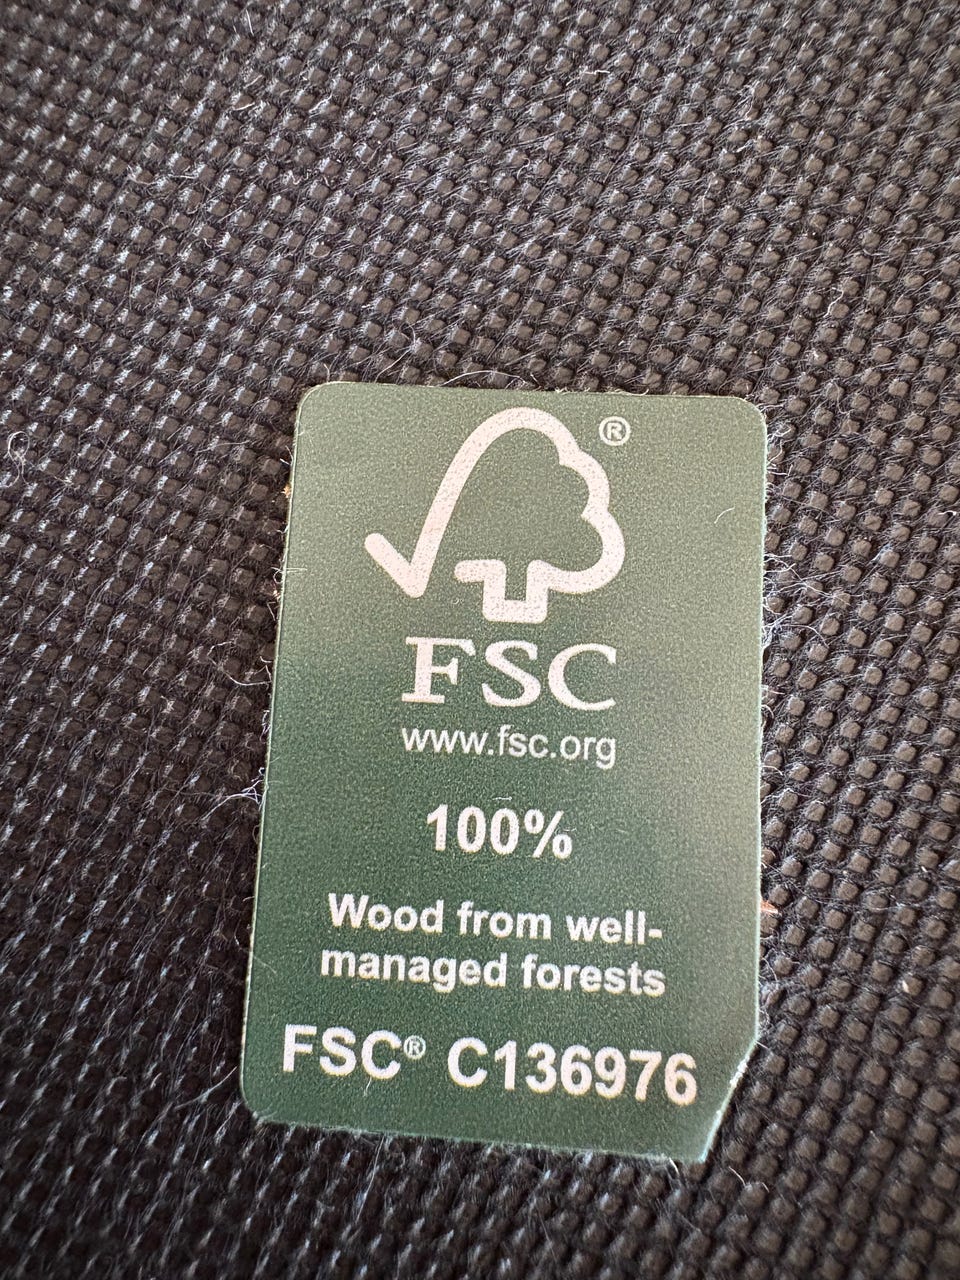 ®
FSC
www.fsc.org
100%
Wood from well-
managed forests
FSC® C136976